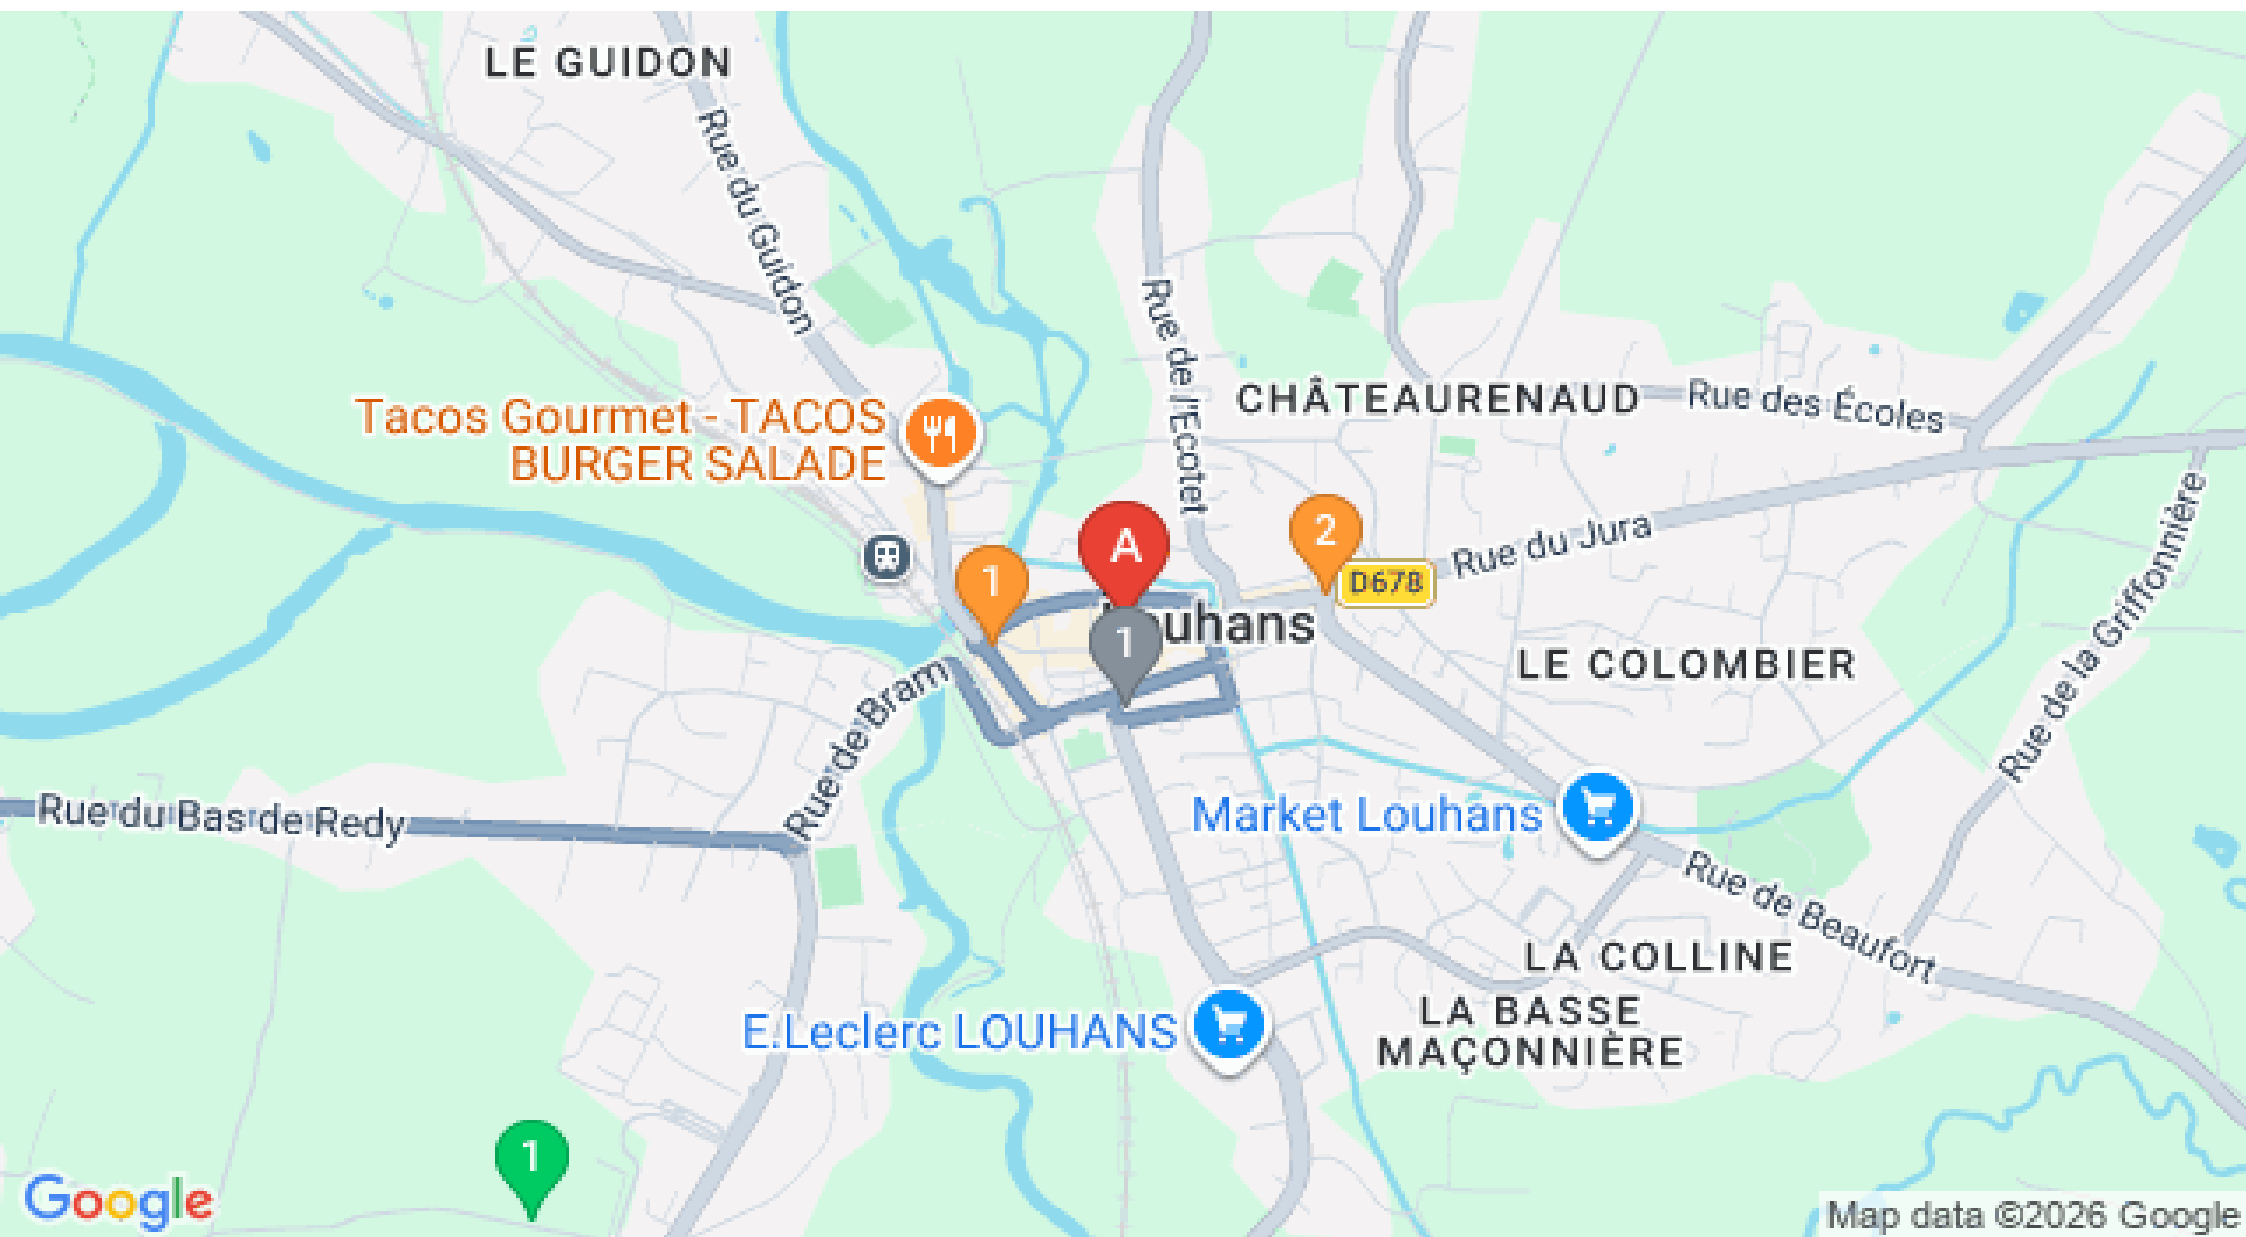 LE GUIDON
Rue du Guidon
Rue de l'Ecotet
CHÂTEAURENAUD
Rue des Écoles
Tacos Gourmet - TACOS
BURGER SALADE
A
2
D678
Rue du Jura
Rue de la Griffonnière
1
1
uhans
LE COLOMBIER
Rue de Bram
Rue du Bas de Redy
Market Louhans
Rue de Beaufort
LA COLLINE
LA BASSE
MAÇONNIÈRE
E.Leclerc LOUHANS
1
Google
Map data ©2026 Google